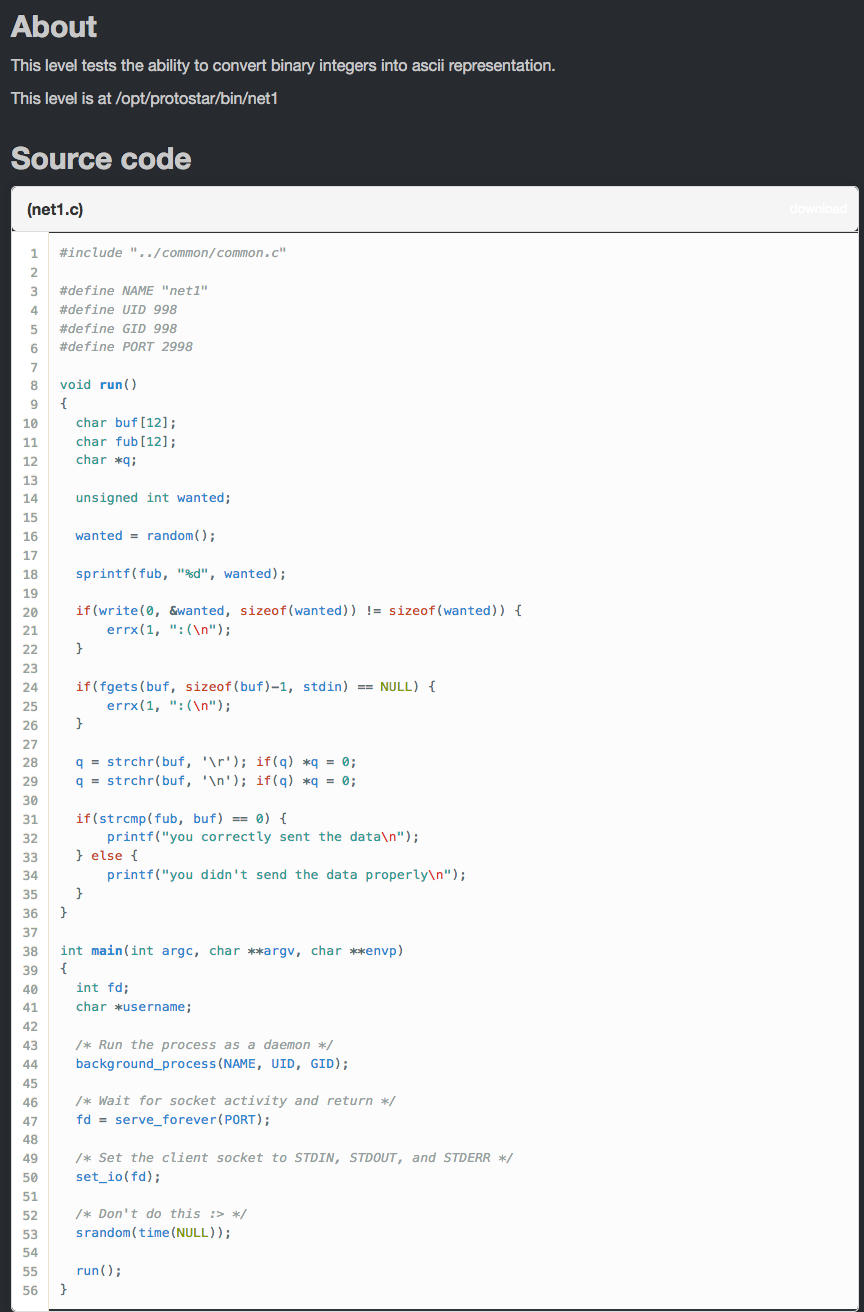 About
This level tests the ability to convert binary integers into ascii representation.
This level is at /opt/protostar/bin/net1
Source code
(net1.c) download
1 #include "../common/common.c"
2
3 #define NAME "net1"
4 #define UID 998
5 #define GID 998
6 #define PORT 2998
7
8 void run()
9 {
10   char buf[12];
11   char fub[12];
12   char *q;
13
14   unsigned int wanted;
15
16   wanted = random();
17
18   sprintf(fub, "%d", wanted);
19
20   if(write(0, &wanted, sizeof(wanted)) != sizeof(wanted)) {
21       errx(1, ":(\n");
22   }
23
24   if(fgets(buf, sizeof(buf)-1, stdin) == NULL) {
25       errx(1, ":(\n");
26   }
27
28   q = strchr(buf, '\r'); if(q) *q = 0;
29   q = strchr(buf, '\n'); if(q) *q = 0;
30
31   if(strcmp(fub, buf) == 0) {
32       printf("you correctly sent the data\n");
33   } else {
34       printf("you didn't send the data properly\n");
35   }
36 }
37
38 int main(int argc, char **argv, char **envp)
39 {
40   int fd;
41   char *username;
42
43   /* Run the process as a daemon */
44   background_process(NAME, UID, GID);
45
46   /* Wait for socket activity and return */
47   fd = serve_forever(PORT);
48
49   /* Set the client socket to STDIN, STDOUT, and STDERR */
50   set_io(fd);
51
52   /* Don't do this :> */
53   srandom(time(NULL));
54
55   run();
56 }